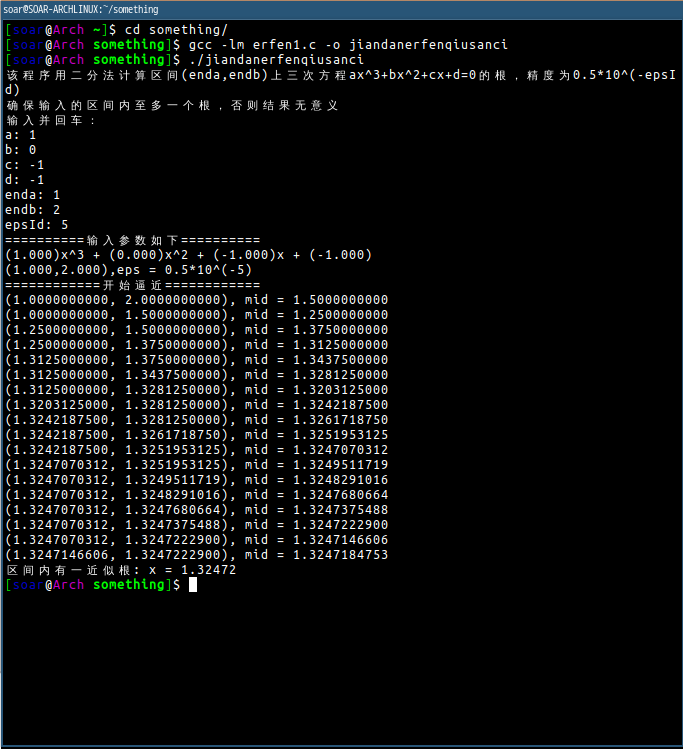 soar@SOAR-ARCHLINUX:~/something
[soar@Arch ~]$ cd something/
[soar@Arch something]$ gcc -lm erfen1.c -o jiandanerfenqiusanci
[soar@Arch something]$ ./jiandanerfenqiusanci
该程序用二分法计算区间(enda,endb)上三次方程ax^3+bx^2+cx+d=0的根，精度为0.5*10^(-epsI
d)
确保输入的区间内至多一个根，否则结果无意义
输入并回车：
a: 1
b: 0
c: -1
d: -1
enda: 1
endb: 2
epsId: 5
==========输入参数如下==========
(1.000)x^3 + (0.000)x^2 + (-1.000)x + (-1.000)
(1.000,2.000),eps = 0.5*10^(-5)
============开始逼近============
(1.0000000000, 2.0000000000), mid = 1.5000000000
(1.0000000000, 1.5000000000), mid = 1.2500000000
(1.2500000000, 1.5000000000), mid = 1.3750000000
(1.2500000000, 1.3750000000), mid = 1.3125000000
(1.3125000000, 1.3750000000), mid = 1.3437500000
(1.3125000000, 1.3437500000), mid = 1.3281250000
(1.3125000000, 1.3281250000), mid = 1.3203125000
(1.3203125000, 1.3281250000), mid = 1.3242187500
(1.3242187500, 1.3281250000), mid = 1.3261718750
(1.3242187500, 1.3261718750), mid = 1.3251953125
(1.3242187500, 1.3251953125), mid = 1.3247070312
(1.3247070312, 1.3251953125), mid = 1.3249511719
(1.3247070312, 1.3249511719), mid = 1.3248291016
(1.3247070312, 1.3248291016), mid = 1.3247680664
(1.3247070312, 1.3247680664), mid = 1.3247375488
(1.3247070312, 1.3247375488), mid = 1.3247222900
(1.3247070312, 1.3247222900), mid = 1.3247146606
(1.3247146606, 1.3247222900), mid = 1.3247184753
区间内有一近似根: x = 1.32472
[soar@Arch something]$